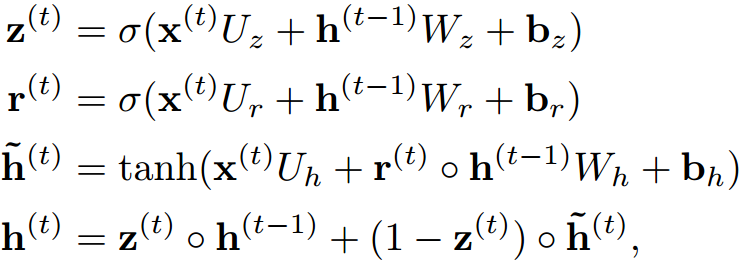 z^{(t)} = σ(x^{(t)}U_z + h^{(t−1)}W_z + b_z)
r^{(t)} = σ(x^{(t)}U_r + h^{(t−1)}W_r + b_r)
h̃^{(t)} = tanh(x^{(t)}U_h + r^{(t)} ∘ h^{(t−1)}W_h + b_h)
h^{(t)} = z^{(t)} ∘ h^{(t−1)} + (1 − z^{(t)}) ∘ h̃^{(t)},